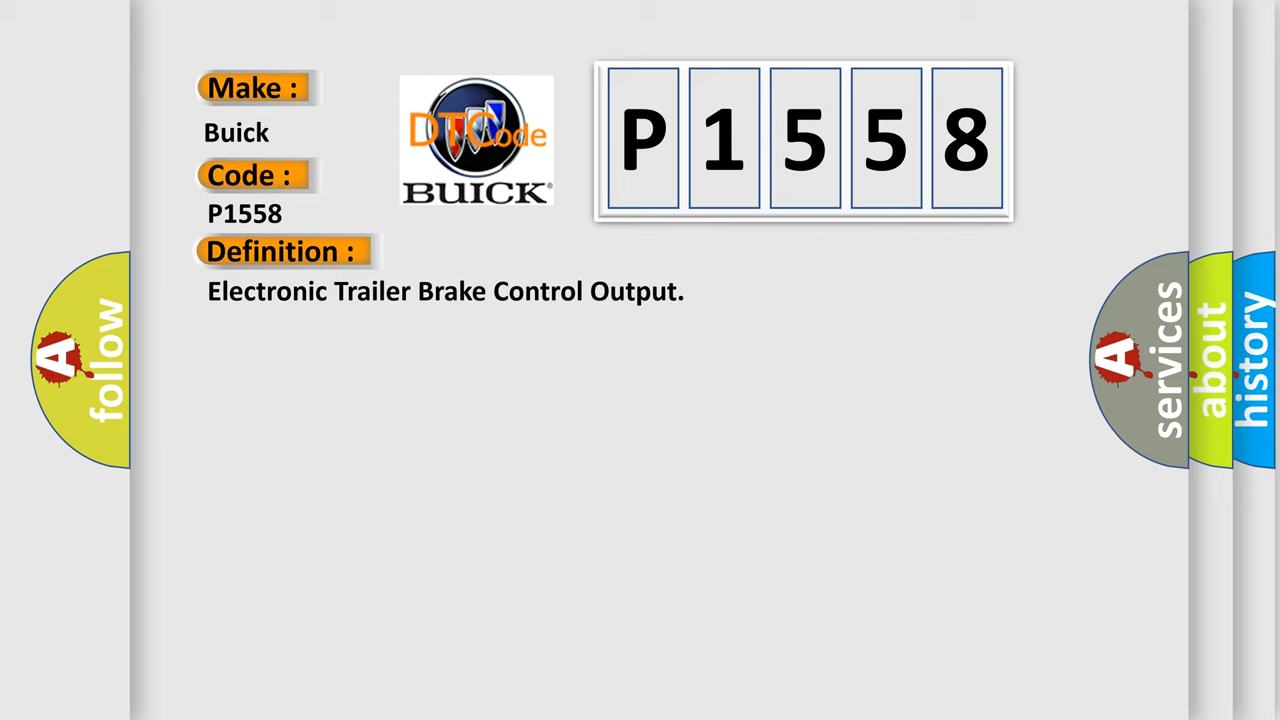 Make :
Buick
Code :
P1558
Definition :
Electronic Trailer Brake Control Output.
DTCode
BUICK®
P 1 5 5 8
A
follow
A
services
about
history